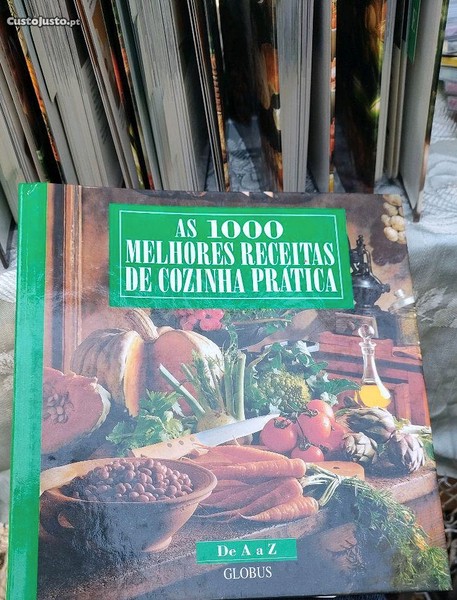 CustoJusto.pt
AS 1000
MELHORES RECEITAS
DE COZINHA PRÁTICA
De A a Z
GLOBUS